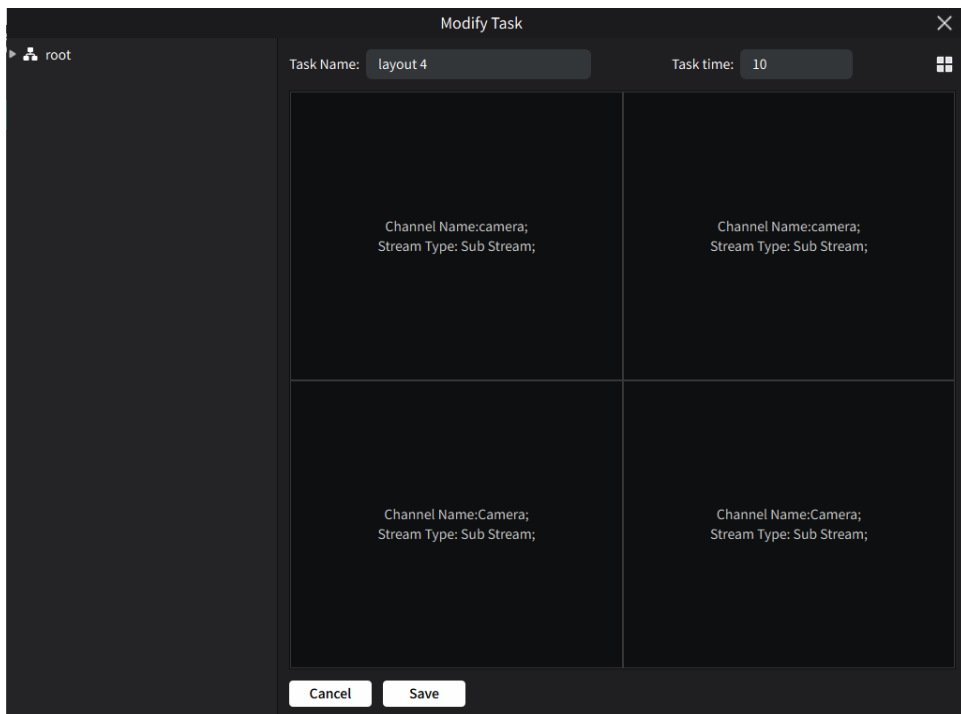 Modify Task
root
Task Name: layout 4 Task time: 10
Channel Name:camera;
Stream Type: Sub Stream;
Channel Name:camera;
Stream Type: Sub Stream;
Channel Name:Camera;
Stream Type: Sub Stream;
Channel Name:Camera;
Stream Type: Sub Stream;
Cancel Save